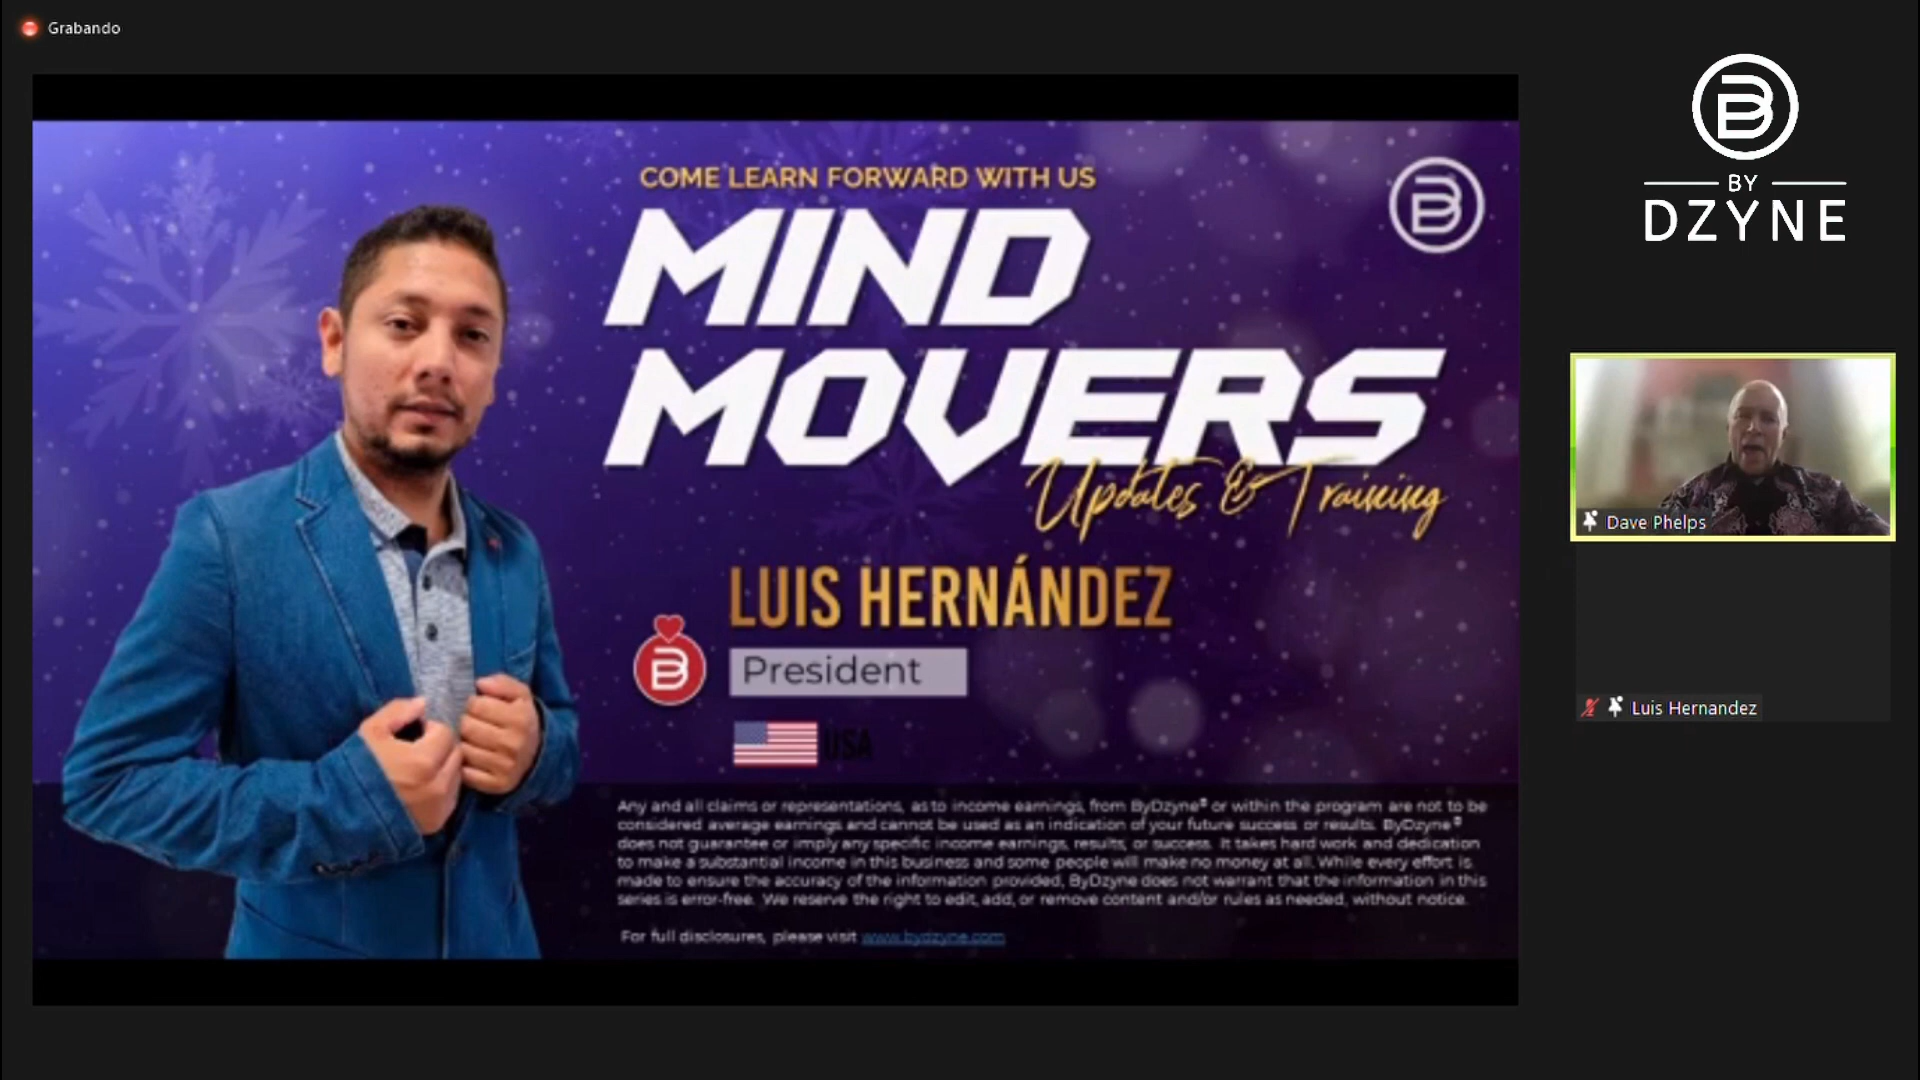 Grabando
COME LEARN FORWARD WITH US
MIND
MOVERS
Updates & Training
LUIS HERNÁNDEZ
B
President
USA
Any and all claims or representations, as to income earnings, from ByDzyne® or within the program are not to be
considered average earnings and cannot be used as an indication of your future success or results. ByDzyne®
does not guarantee or imply any specific income earnings, results, or success. It takes hard work and dedication
to make a substantial income in this business and some people will make no money at all. While every effort is
made to ensure the accuracy of the information provided, ByDzyne does not warrant that the information in this
series is error-free. We reserve the right to edit, add, or remove content and/or rules as needed, without notice.
For full disclosures, please visit www.bydzyne.com
B
B
BY
DZYNE
Dave Phelps
Luis Hernandez